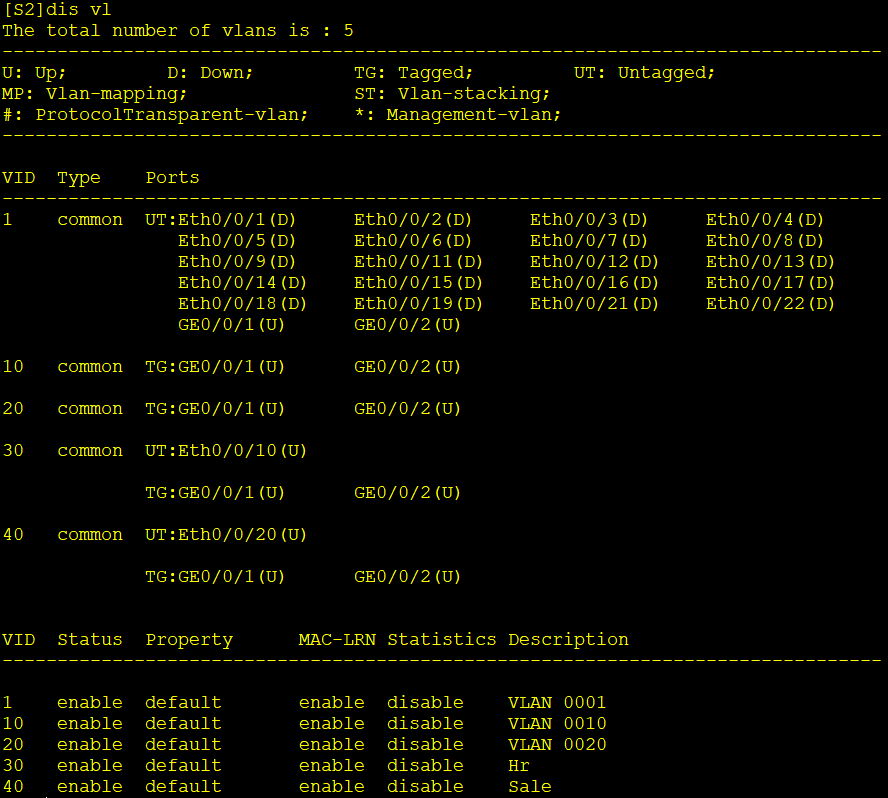 [S2]dis vl
The total number of vlans is : 5
--------------------------------------------------------------------------------
U: Up;         D: Down;         TG: Tagged;         UT: Untagged;
MP: Vlan-mapping;               ST: Vlan-stacking;
#: ProtocolTransparent-vlan;    *: Management-vlan;
--------------------------------------------------------------------------------
VID  Type    Ports
--------------------------------------------------------------------------------
1    common  UT:Eth0/0/1(D)     Eth0/0/2(D)     Eth0/0/3(D)     Eth0/0/4(D)
                Eth0/0/5(D)     Eth0/0/6(D)     Eth0/0/7(D)     Eth0/0/8(D)
                Eth0/0/9(D)     Eth0/0/11(D)    Eth0/0/12(D)    Eth0/0/13(D)
                Eth0/0/14(D)    Eth0/0/15(D)    Eth0/0/16(D)    Eth0/0/17(D)
                Eth0/0/18(D)    Eth0/0/19(D)    Eth0/0/21(D)    Eth0/0/22(D)
                GE0/0/1(U)      GE0/0/2(U)
10   common  TG:GE0/0/1(U)      GE0/0/2(U)
20   common  TG:GE0/0/1(U)      GE0/0/2(U)
30   common  UT:Eth0/0/10(U)
             TG:GE0/0/1(U)      GE0/0/2(U)
40   common  UT:Eth0/0/20(U)
             TG:GE0/0/1(U)      GE0/0/2(U)
VID  Status  Property      MAC-LRN Statistics Description
--------------------------------------------------------------------------------
1    enable  default       enable  disable    VLAN 0001
10   enable  default       enable  disable    VLAN 0010
20   enable  default       enable  disable    VLAN 0020
30   enable  default       enable  disable    Hr
40   enable  default       enable  disable    Sale